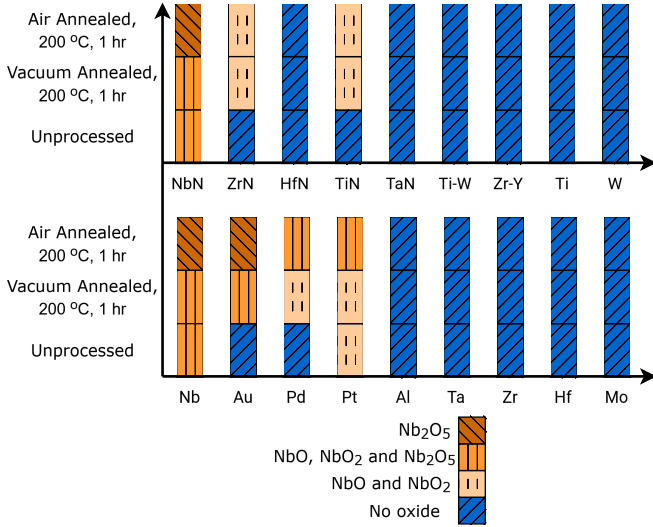 Air Annealed,
200 °C, 1 hr
Vacuum Annealed,
200 °C, 1 hr
Unprocessed
NbN ZrN HfN TiN TaN Ti-W Zr-Y Ti W
Air Annealed,
200 °C, 1 hr
Vacuum Annealed,
200 °C, 1 hr
Unprocessed
Nb Au Pd Pt Al Ta Zr Hf Mo
Nb₂O₅
NbO, NbO₂ and Nb₂O₅
NbO and NbO₂
No oxide